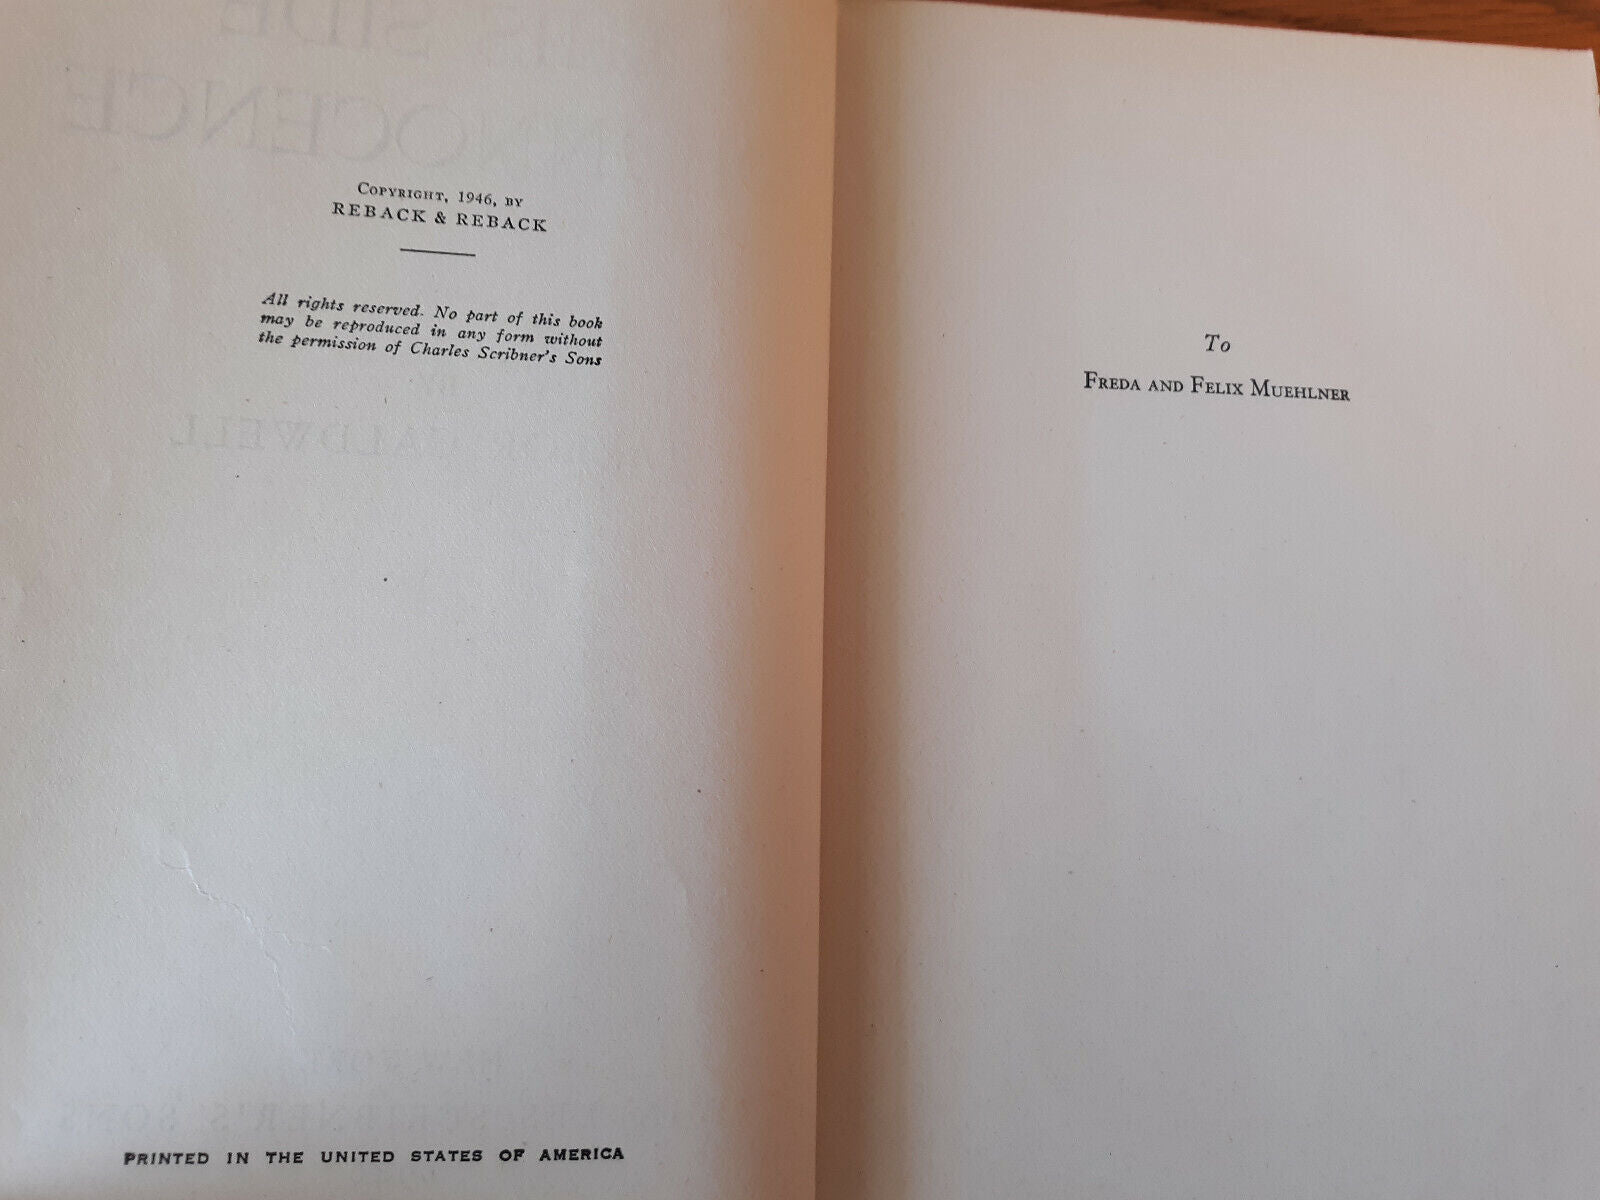 COPYRIGHT, 1946, BY
REBACK & REBACK
All rights reserved. No part of this book
may be reproduced in any form without
the permission of Charles Scribner's Sons
PRINTED IN THE UNITED STATES OF AMERICA
To
FREDA AND FELIX MUEHLNER